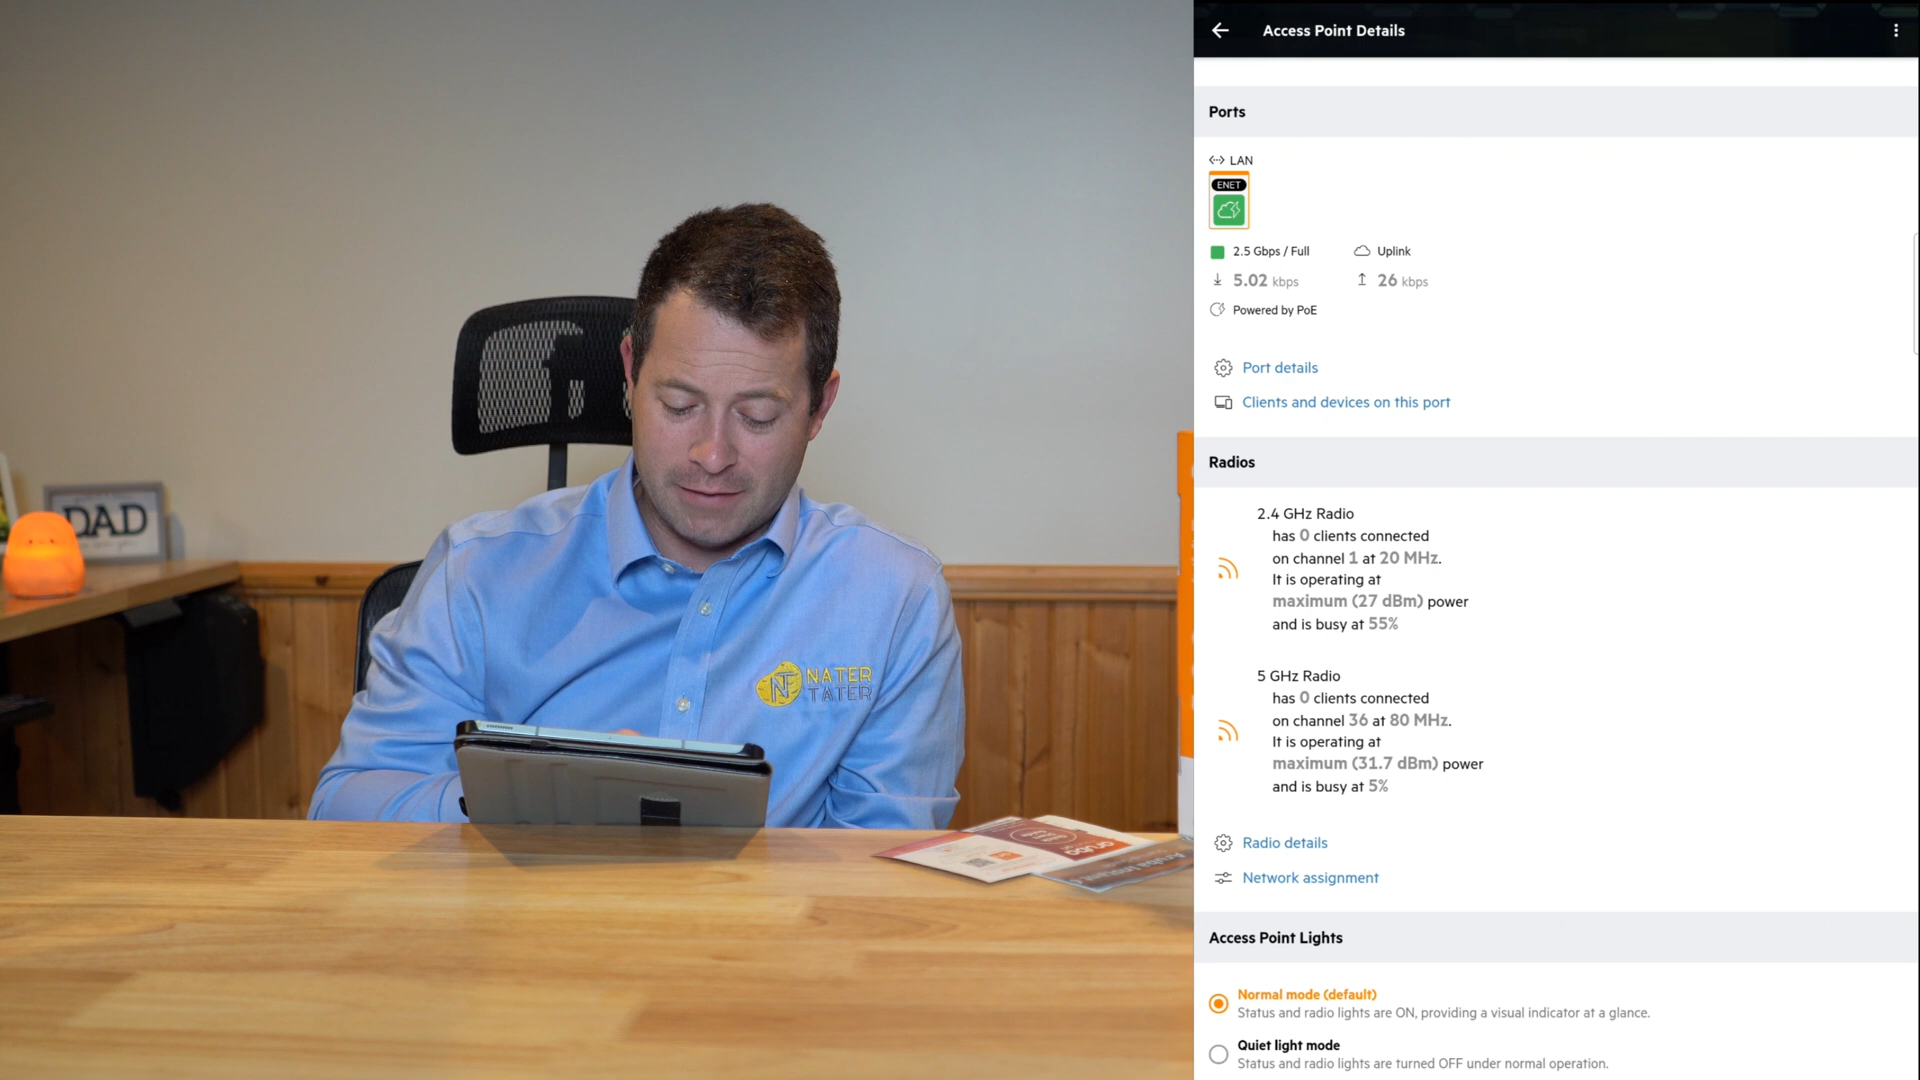 DAD
NATER
TATER
aruba
Access Point Details
Ports
LAN
ENET
2.5 Gbps / Full
Uplink
5.02 kbps
26 kbps
Powered by PoE
Port details
Clients and devices on this port
Radios
2.4 GHz Radio
has 0 clients connected
on channel 1 at 20 MHz.
It is operating at
maximum (27 dBm) power
and is busy at 55%
5 GHz Radio
has 0 clients connected
on channel 36 at 80 MHz.
It is operating at
maximum (31.7 dBm) power
and is busy at 5%
Radio details
Network assignment
Access Point Lights
Normal mode (default)
Status and radio lights are ON, providing a visual indicator at a glance.
Quiet light mode
Status and radio lights are turned OFF under normal operation.